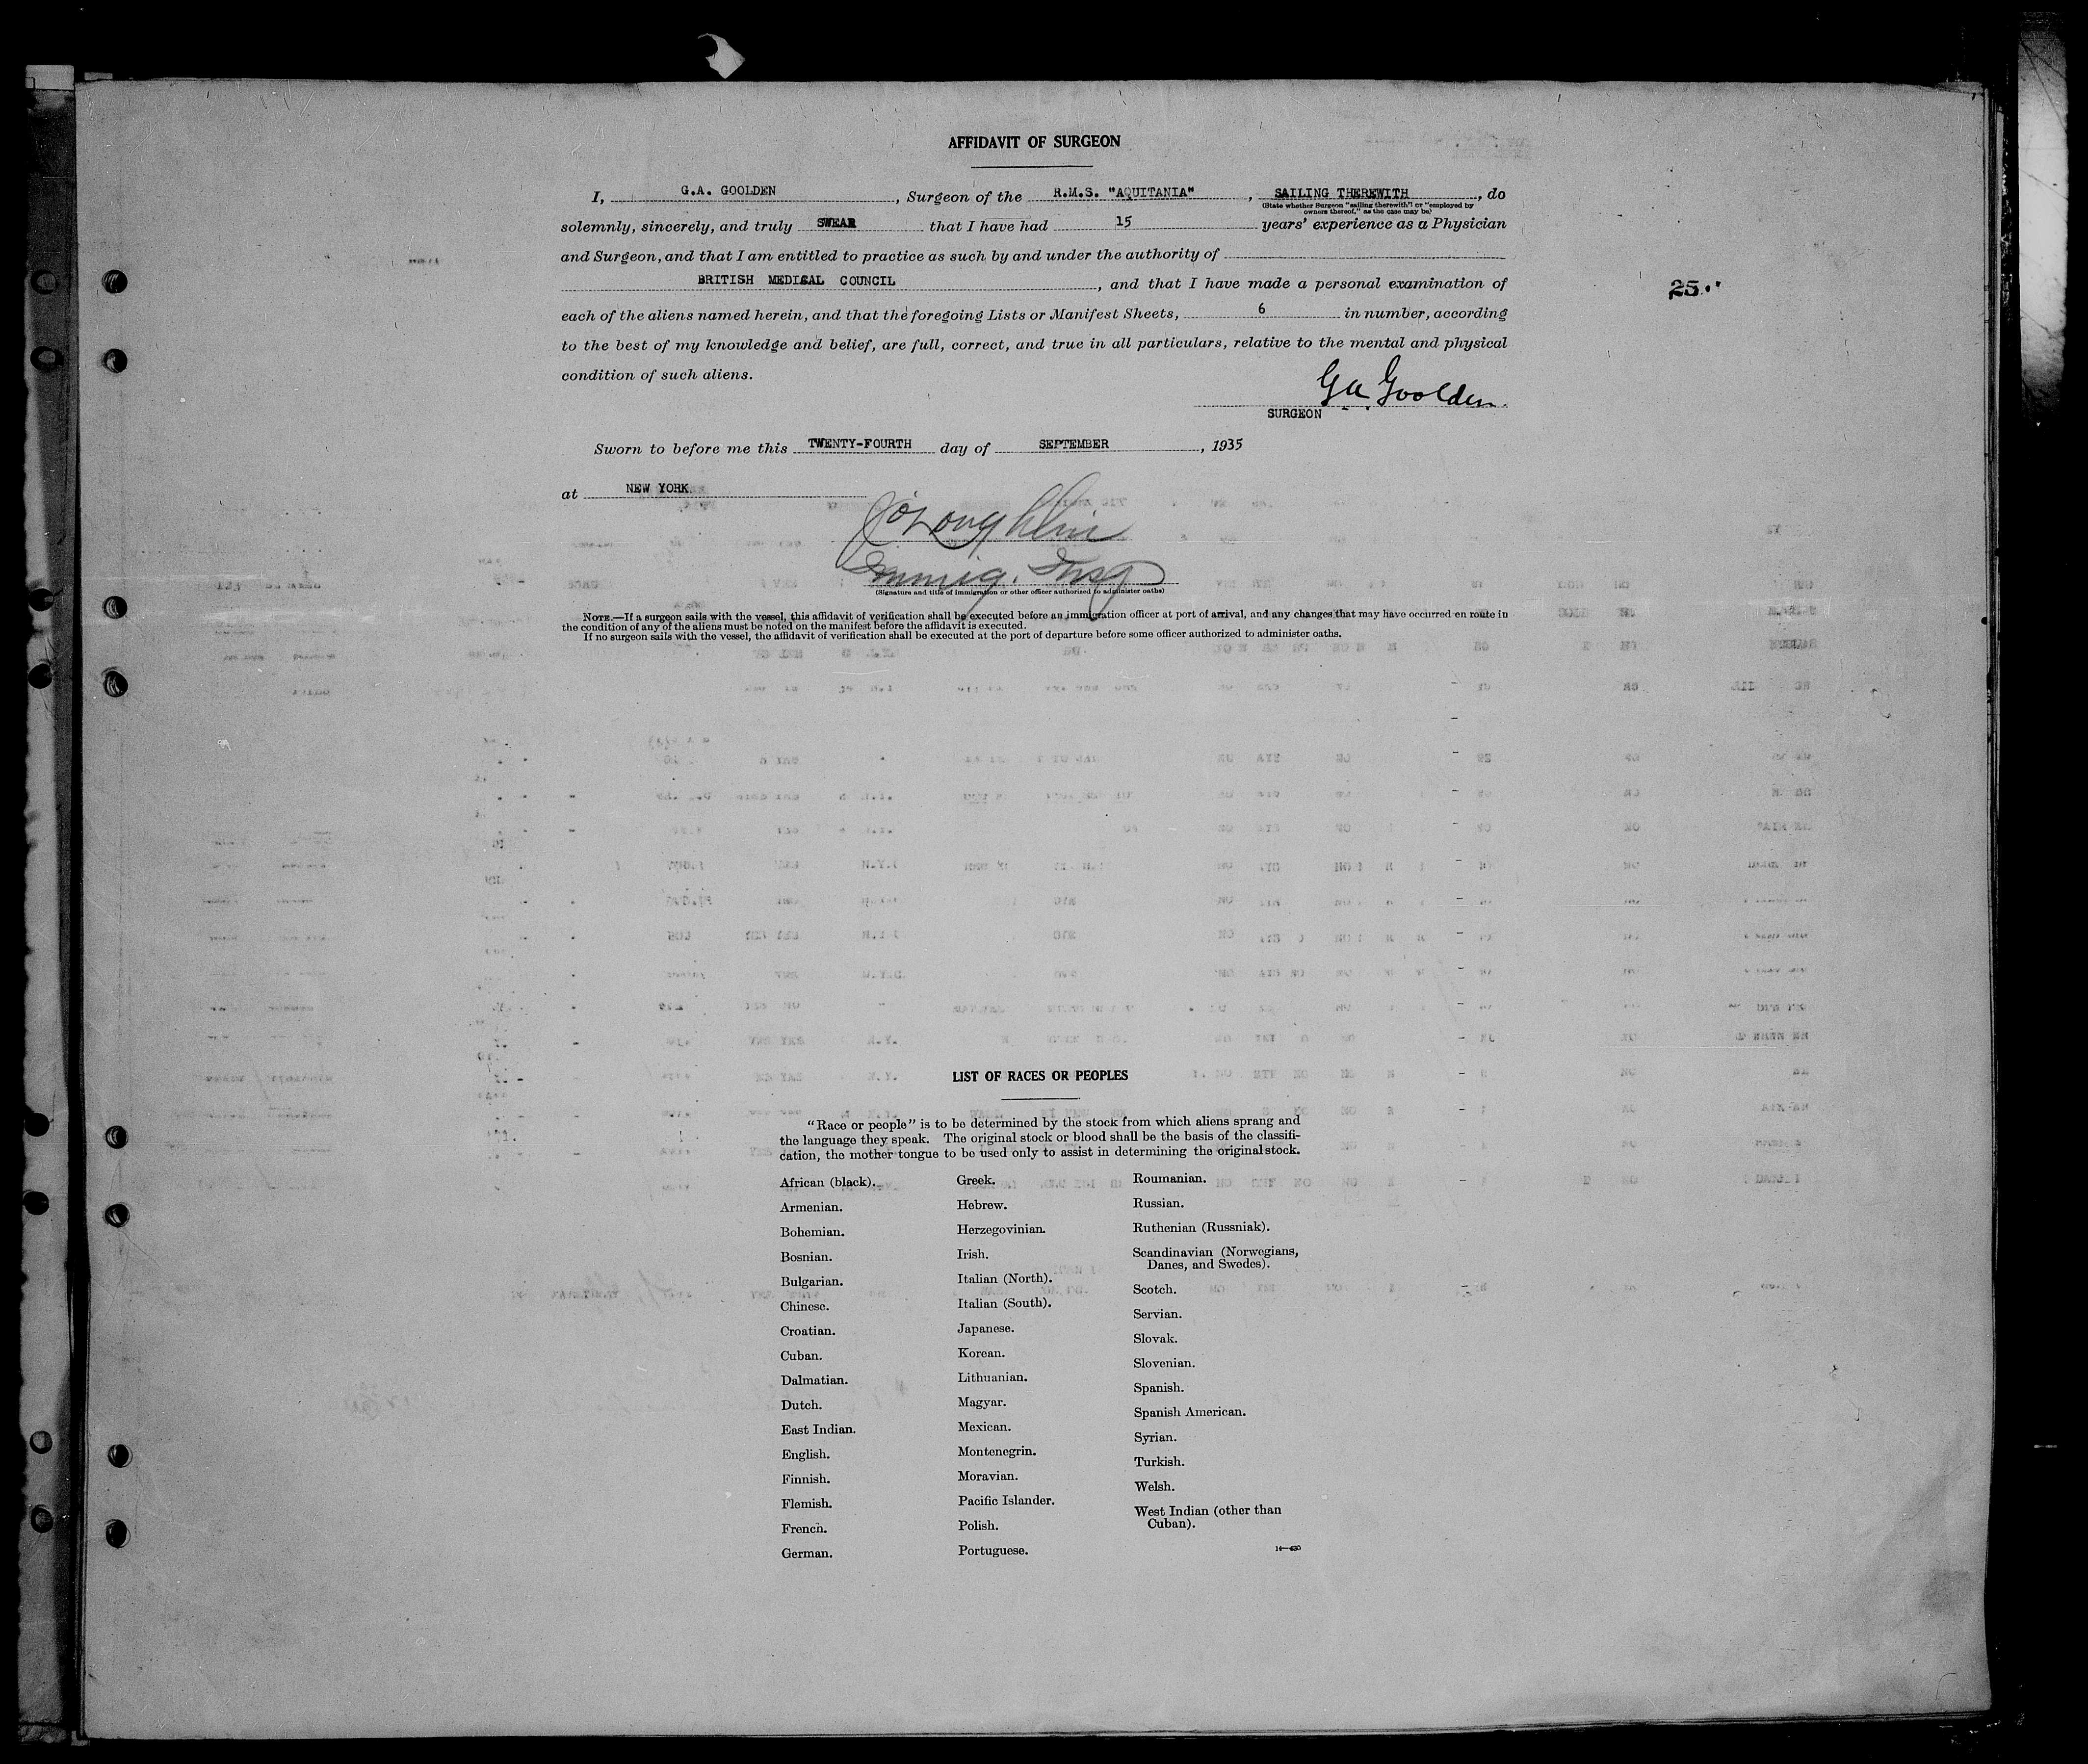 AFFIDAVIT OF SURGEON
I, G.A. GOOLDEN, Surgeon of the R.M.S. "AQUITANIA", SAILING THEREWITH, do
(State whether Surgeon "sailing therewith" or "employed by
owners thereof," as the case may be)
solemnly, sincerely, and truly SWEAR that I have had 15 years' experience as a Physician
and Surgeon, and that I am entitled to practice as such by and under the authority of
BRITISH MEDICAL COUNCIL, and that I have made a personal examination of
25
each of the aliens named herein, and that the foregoing Lists or Manifest Sheets, 6 in number, according
to the best of my knowledge and belief, are full, correct, and true in all particulars, relative to the mental and physical
condition of such aliens.
G A Goolden.
SURGEON
Sworn to before me this TWENTY-FOURTH day of SEPTEMBER, 1935
at NEW YORK
Immig. Insp
(Signature and title of immigration or other officer authorized to administer oaths)
NOTE.—If a surgeon sails with the vessel, this affidavit of verification shall be executed before an immigration officer at port of arrival, and any changes that may have occurred en route in
the condition of any of the aliens must be noted on the manifest before the affidavit is executed.
If no surgeon sails with the vessel, the affidavit of verification shall be executed at the port of departure before some officer authorized to administer oaths.
LIST OF RACES OR PEOPLES
"Race or people" is to be determined by the stock from which aliens sprang and
the language they speak. The original stock or blood shall be the basis of the classifi-
cation, the mother tongue to be used only to assist in determining the original stock.
African (black).
Armenian.
Bohemian.
Bosnian.
Bulgarian.
Chinese.
Croatian.
Cuban.
Dalmatian.
Dutch.
East Indian.
English.
Finnish.
Flemish.
French.
German.
Greek.
Hebrew.
Herzegovinian.
Irish.
Italian (North).
Italian (South).
Japanese.
Korean.
Lithuanian.
Magyar.
Mexican.
Montenegrin.
Moravian.
Pacific Islander.
Polish.
Portuguese.
Roumanian.
Russian.
Ruthenian (Russniak).
Scandinavian (Norwegians,
Danes, and Swedes).
Scotch.
Servian.
Slovak.
Slovenian.
Spanish.
Spanish American.
Syrian.
Turkish.
Welsh.
West Indian (other than
Cuban).